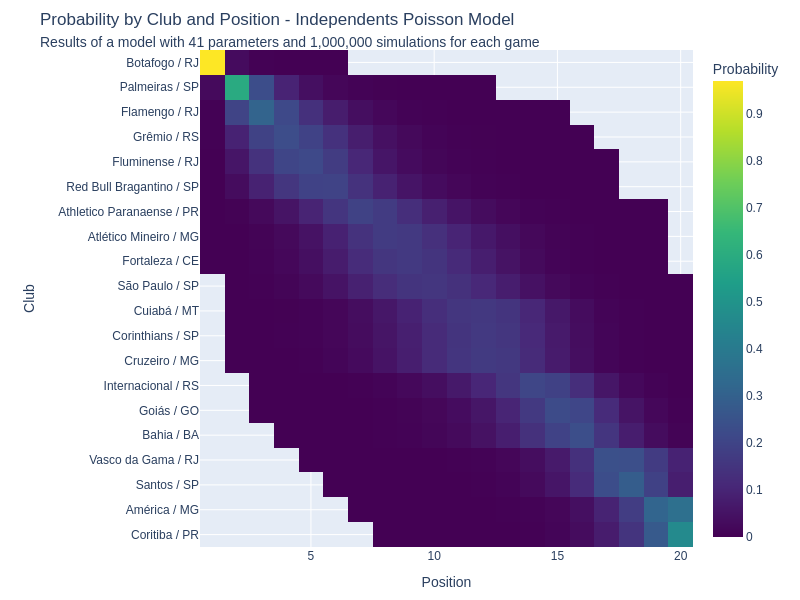 Probability by Club and Position - Independents Poisson Model
Results of a model with 41 parameters and 1,000,000 simulations for each game
Botafogo / RJ
Palmeiras / SP
Flamengo / RJ
Grêmio / RS
Fluminense / RJ
Red Bull Bragantino / SP
Athletico Paranaense / PR
Atlético Mineiro / MG
Fortaleza / CE
São Paulo / SP
Cuiabá / MT
Corinthians / SP
Cruzeiro / MG
Internacional / RS
Goiás / GO
Bahia / BA
Vasco da Gama / RJ
Santos / SP
América / MG
Coritiba / PR
Club
5
10
15
20
Position
Probability
0.9
0.8
0.7
0.6
0.5
0.4
0.3
0.2
0.1
0